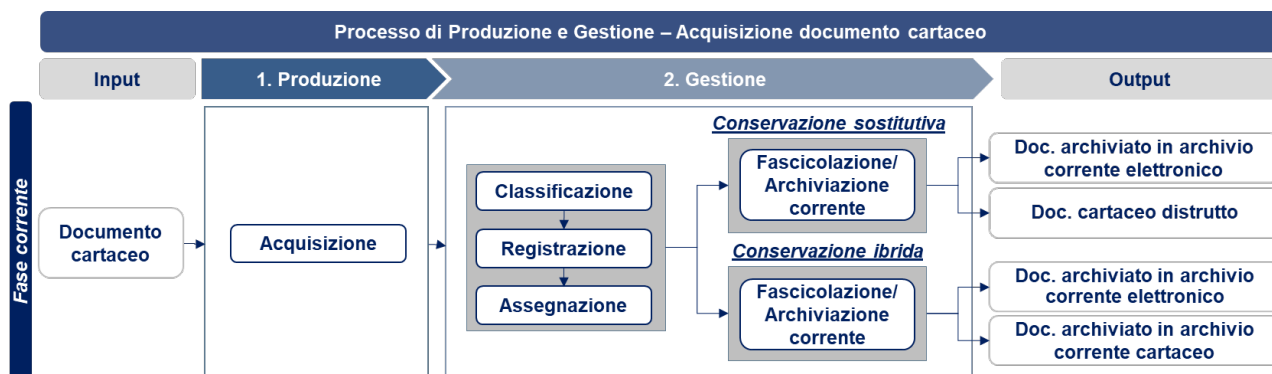 Processo di Produzione e Gestione – Acquisizione documento cartaceo
Input
1. Produzione
2. Gestione
Output
Fase corrente
Documento
cartaceo
Acquisizione
Classificazione
Registrazione
Assegnazione
Conservazione sostitutiva
Fascicolazione/
Archiviazione
corrente
Conservazione ibrida
Fascicolazione/
Archiviazione
corrente
Doc. archiviato in archivio
corrente elettronico
Doc. cartaceo distrutto
Doc. archiviato in archivio
corrente elettronico
Doc. archiviato in archivio
corrente cartaceo